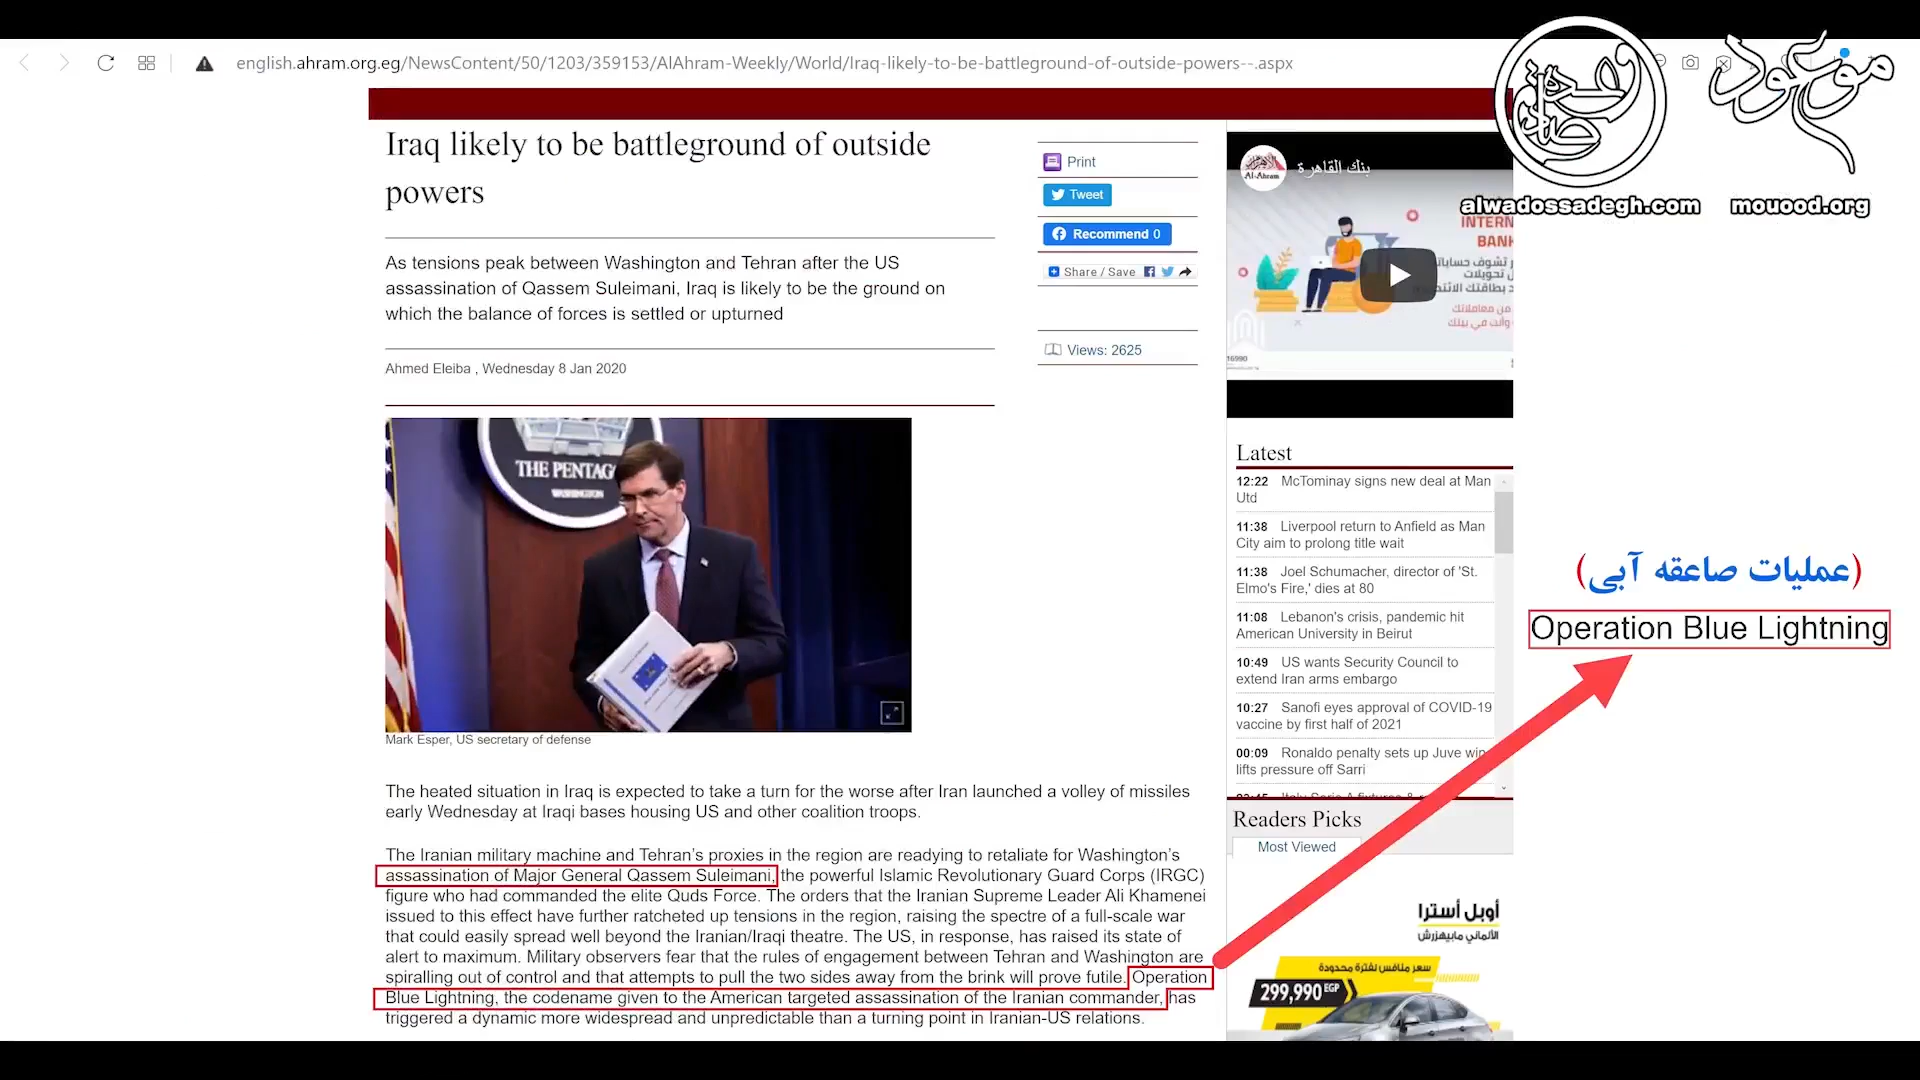 english.ahram.org.eg/NewsContent/50/1203/359153/AlAhram-Weekly/World/Iraq-likely-to-be-battleground-of-outside-powers--.aspx
موعود
alwadossadegh.com
mouood.org
Iraq likely to be battleground of outside
powers
As tensions peak between Washington and Tehran after the US
assassination of Qassem Suleimani, Iraq is likely to be the ground on
which the balance of forces is settled or upturned
Ahmed Eleiba , Wednesday 8 Jan 2020
Print
Tweet
Recommend 0
Share / Save
Views: 2625
THE PENTAG
WASHINGTON
Mark Esper, US secretary of defense
The heated situation in Iraq is expected to take a turn for the worse after Iran launched a volley of missiles
early Wednesday at Iraqi bases housing US and other coalition troops.
The Iranian military machine and Tehran's proxies in the region are readying to retaliate for Washington's
assassination of Major General Qassem Suleimani, the powerful Islamic Revolutionary Guard Corps (IRGC)
figure who had commanded the elite Quds Force. The orders that the Iranian Supreme Leader Ali Khamenei
issued to this effect have further ratcheted up tensions in the region, raising the spectre of a full-scale war
that could easily spread well beyond the Iranian/Iraqi theatre. The US, in response, has raised its state of
alert to maximum. Military observers fear that the rules of engagement between Tehran and Washington are
spiralling out of control and that attempts to pull the two sides away from the brink will prove futile. Operation
Blue Lightning, the codename given to the American targeted assassination of the Iranian commander, has
triggered a dynamic more widespread and unpredictable than a turning point in Iranian-US relations.
Al-Ahram
بنك القاهرة
INTERN
BANK
Latest
12:22 McTominay signs new deal at Man
Utd
11:38 Liverpool return to Anfield as Man
City aim to prolong title wait
11:38 Joel Schumacher, director of 'St.
Elmo's Fire,' dies at 80
11:08 Lebanon's crisis, pandemic hit
American University in Beirut
10:49 US wants Security Council to
extend Iran arms embargo
10:27 Sanofi eyes approval of COVID-19
vaccine by first half of 2021
00:09 Ronaldo penalty sets up Juve win,
lifts pressure off Sarri
Readers Picks
Most Viewed
أوبل أسترا
الألماني مابيهزرش
سعر منافس لفترة محدودة
299,990 EGP
(عملیات صاعقه آبی)
Operation Blue Lightning